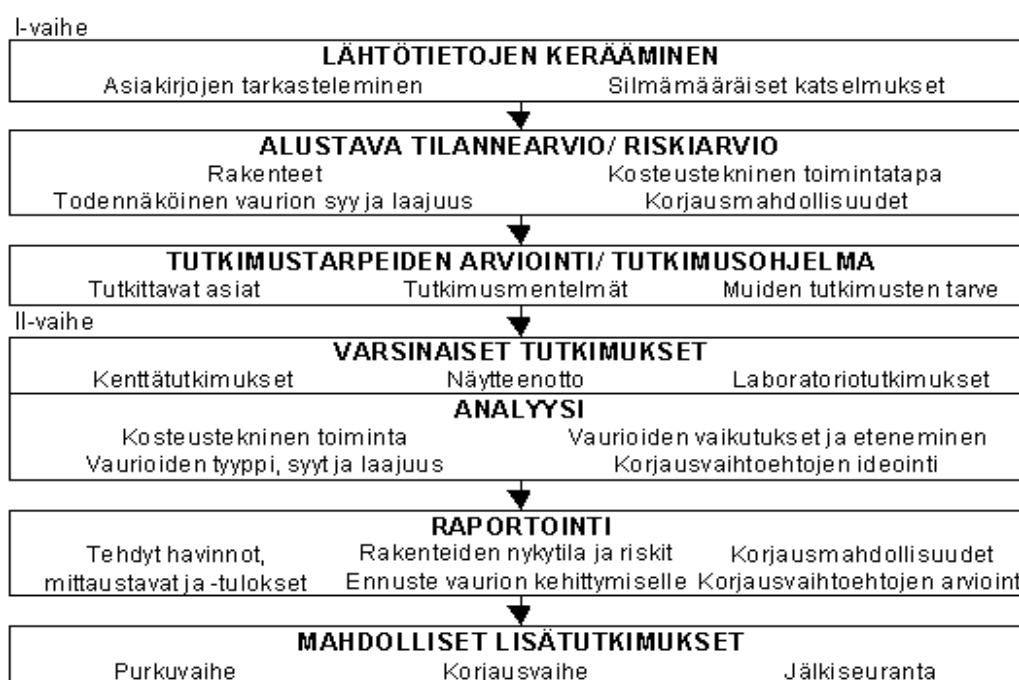 I-vaihe
LÄHTÖTIETOJEN KERÄÄMINEN
Asiakirjojen tarkasteleminen Silmämääräiset katselmukset
ALUSTAVA TILANNEARVIO/ RISKIARVIO
Rakenteet Kosteustekninen toimintatapa
Todennäköinen vaurion syy ja laajuus Korjausmahdollisuudet
TUTKIMUSTARPEIDEN ARVIOINTI/ TUTKIMUSOHJELMA
Tutkittavat asiat Tutkimusmentelmät Muiden tutkimusten tarve
II-vaihe
VARSINAISET TUTKIMUKSET
Kenttätutkimukset Näytteenotto Laboratoriotutkimukset
ANALYYSI
Kosteustekninen toiminta Vaurioiden vaikutukset ja eteneminen
Vaurioiden tyyppi, syyt ja laajuus Korjausvaihtoehtojen ideointi
RAPORTOINTI
Tehdyt havinnot, Rakenteiden nykytila ja riskit Korjausmahdollisuudet
mittaustavat ja -tulokset Ennuste vaurion kehittymiselle Korjausvaihtoehtojen arvioint
MAHDOLLISET LISÄTUTKIMUKSET
Purkuvaihe Korjausvaihe Jälkiseuranta